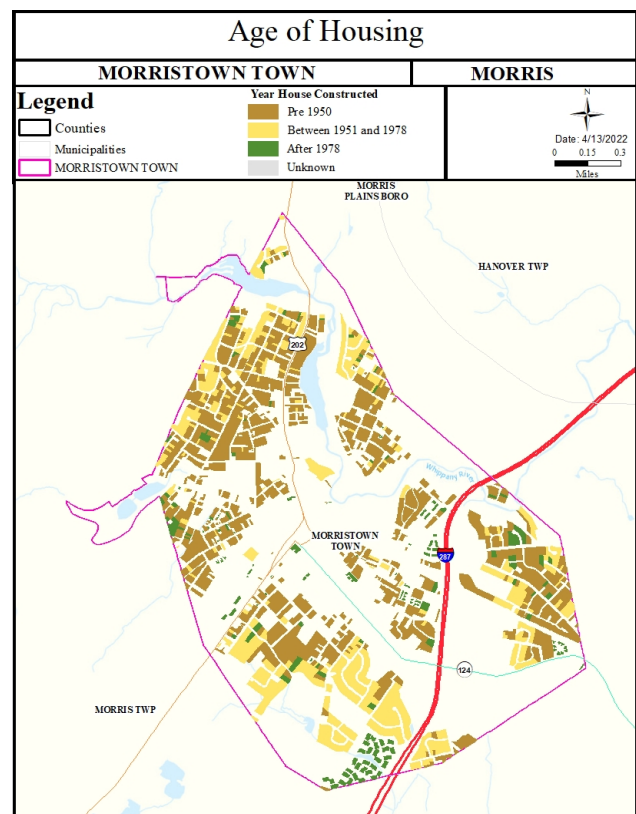 Age of Housing
MORRISTOWN TOWN
MORRIS
Legend
Counties
Municipalities
MORRISTOWN TOWN
Year House Constructed
Pre 1950
Between 1951 and 1978
After 1978
Unknown
N
Date: 4/13/2022
0 0.15 0.3
Miles
MORRIS
PLAINS BORO
HANOVER TWP
202
Whippany River
MORRISTOWN
TOWN
287
124
MORRIS TWP